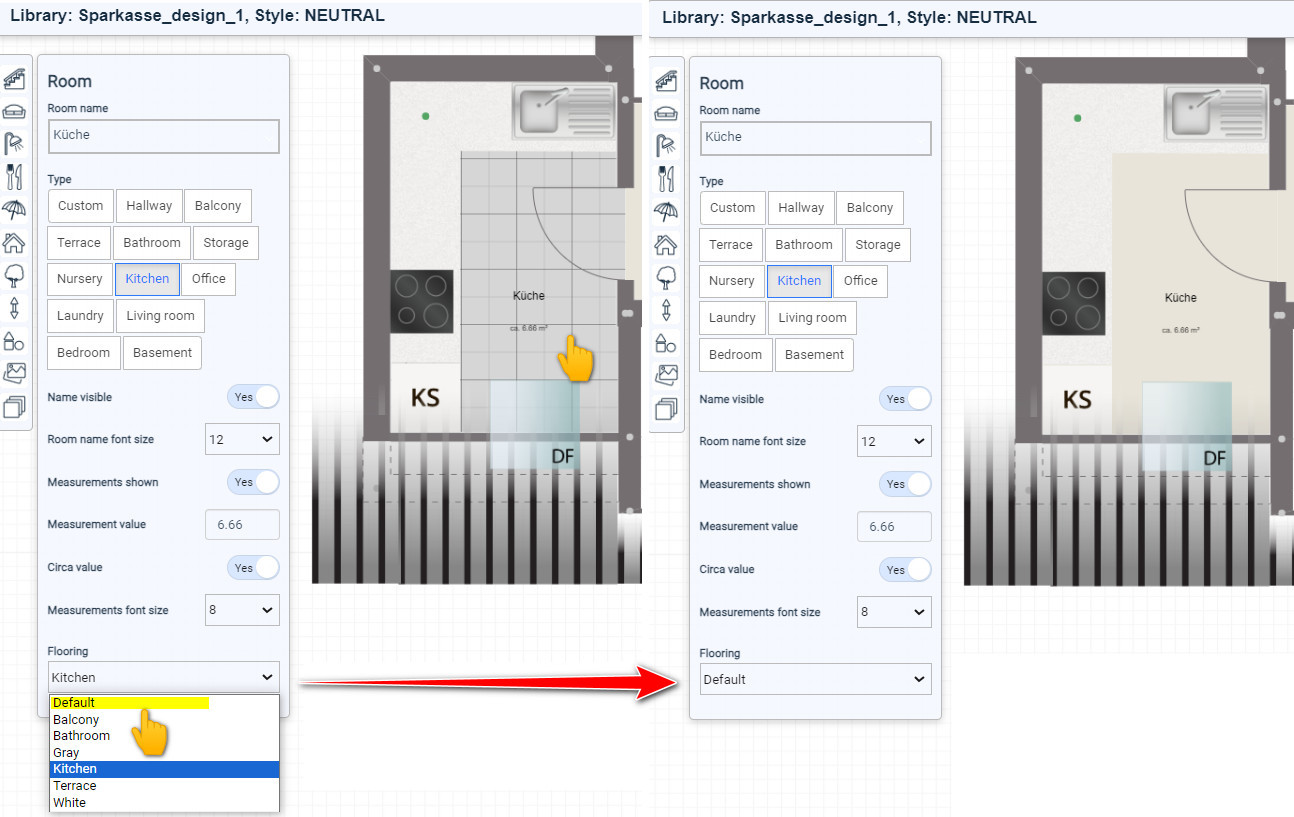 Library: Sparkasse_design_1, Style: NEUTRAL
Room
Room name
Küche
Type
Custom Hallway Balcony
Terrace Bathroom Storage
Nursery Kitchen Office
Laundry Living room
Bedroom Basement
Name visible Yes
Room name font size 12
Measurements shown Yes
Measurement value 6.66
Circa value Yes
Measurements font size 8
Flooring
Kitchen
Default
Balcony
Bathroom
Gray
Kitchen
Terrace
White
Küche
ca. 6.66 m²
KS
DF
Library: Sparkasse_design_1, Style: NEUTRAL
Room
Room name
Küche
Type
Custom Hallway Balcony
Terrace Bathroom Storage
Nursery Kitchen Office
Laundry Living room
Bedroom Basement
Name visible Yes
Room name font size 12
Measurements shown Yes
Measurement value 6.66
Circa value Yes
Measurements font size 8
Flooring
Default
Küche
ca. 6.66 m²
KS
DF